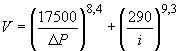 V = (17500/ΔP)^8,4 + (290/i)^9,3